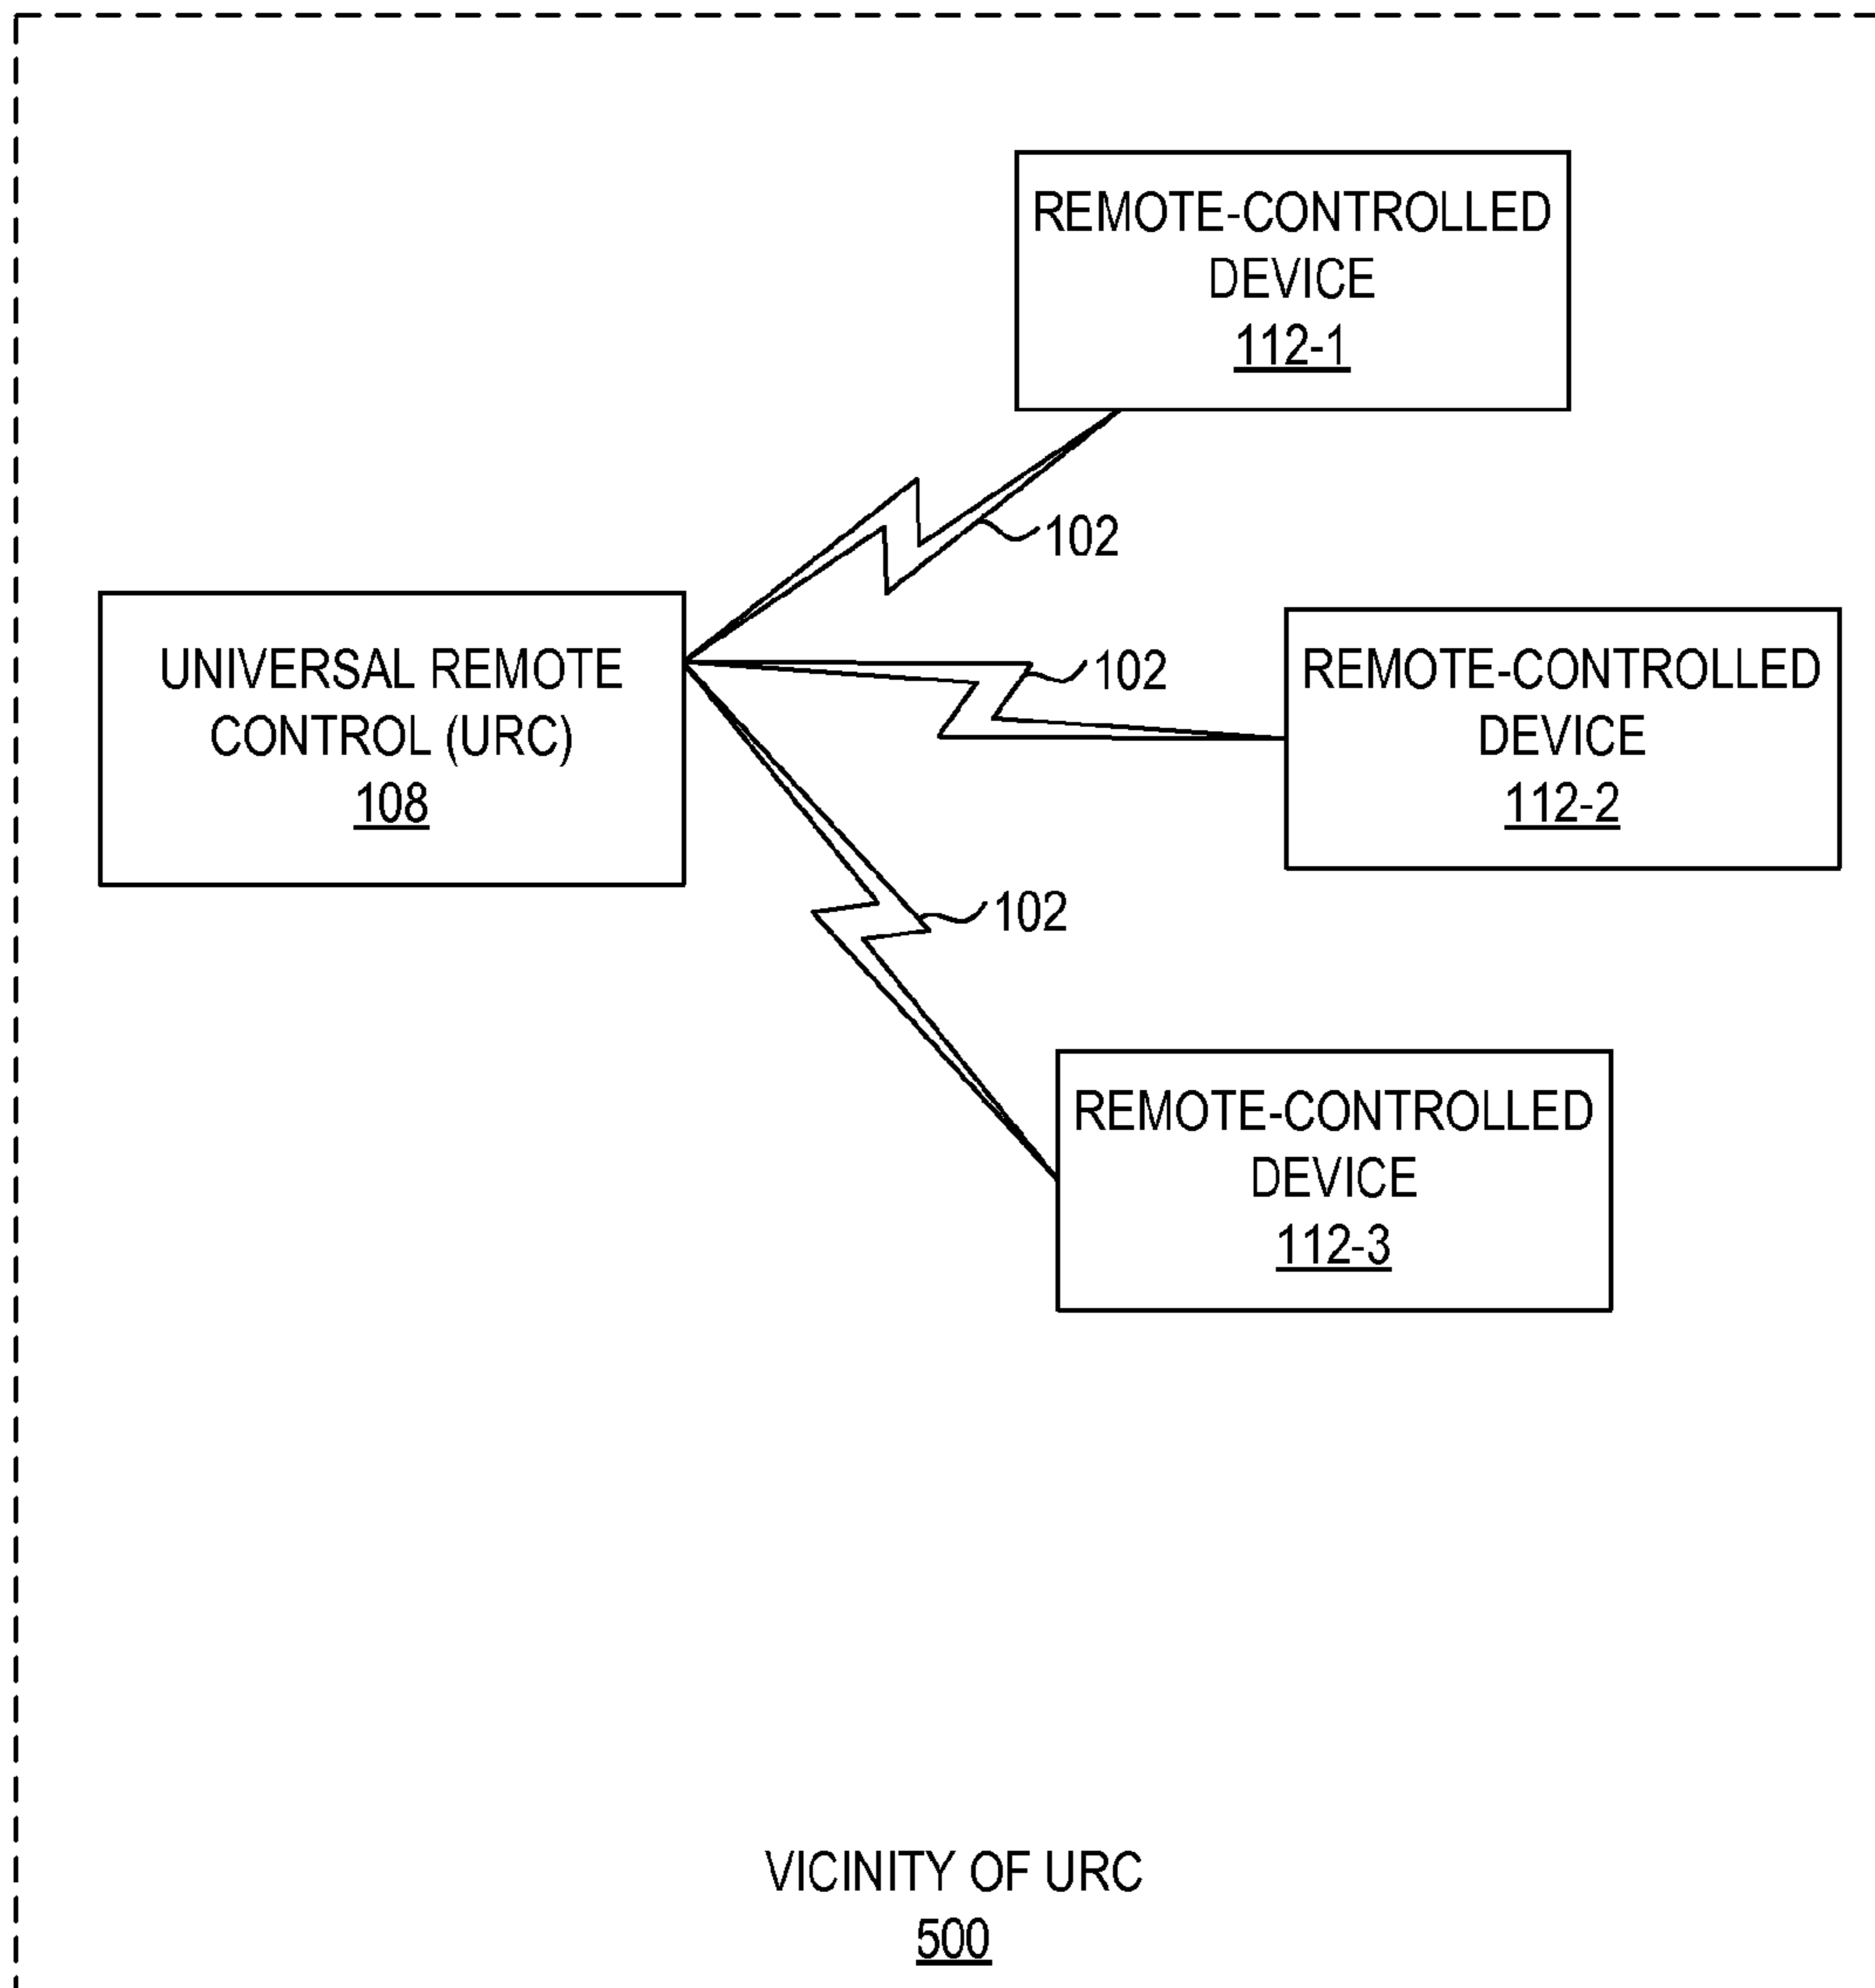 REMOTE-CONTROLLED
DEVICE
112-1
102
UNIVERSAL REMOTE
CONTROL (URC)
108
102
REMOTE-CONTROLLED
DEVICE
112-2
102
REMOTE-CONTROLLED
DEVICE
112-3
VICINITY OF URC
500